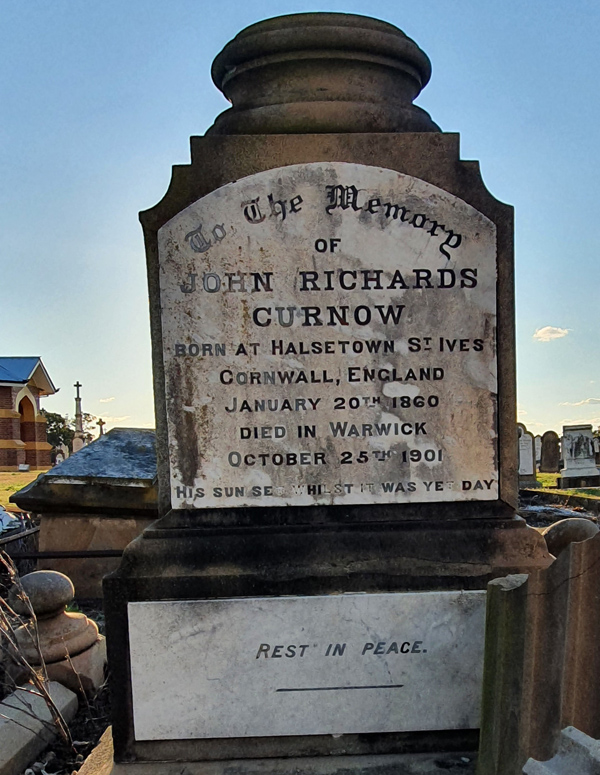 To The Memory
OF
JOHN RICHARDS
CURNOW
BORN AT HALSETOWN ST IVES
CORNWALL, ENGLAND
JANUARY 20TH 1860
DIED IN WARWICK
OCTOBER 25TH 1901
HIS SUN SET WHILST IT WAS YET DAY
REST IN PEACE.